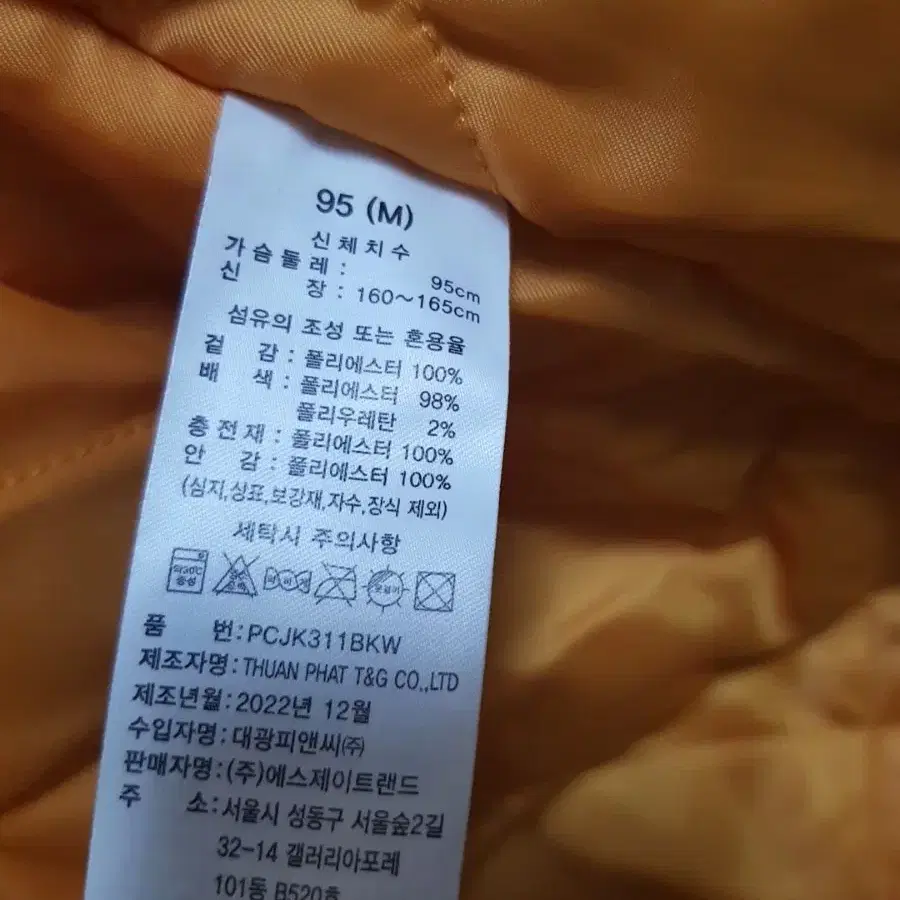 95 (M)
신체치수
가슴둘레 : 95cm
신 장 : 160~165cm
섬유의 조성 또는 혼용율
겉 감 : 폴리에스터 100%
배 색 : 폴리에스터 98%
폴리우레탄 2%
충전재 : 폴리에스터 100%
안 감 : 폴리에스터 100%
(심지,상표,보강재,자수,장식 제외)
세탁시 주의사항
약30℃
중성
품 번:PCJK311BKW
제조자명: THUAN PHAT T&G CO.,LTD
제조년월: 2022년 12월
수입자명: 대광피앤씨㈜
판매자명:(주)에스제이트랜드
주 소:서울시 성동구 서울숲2길
32-14 갤러리아포레
101동 B520호